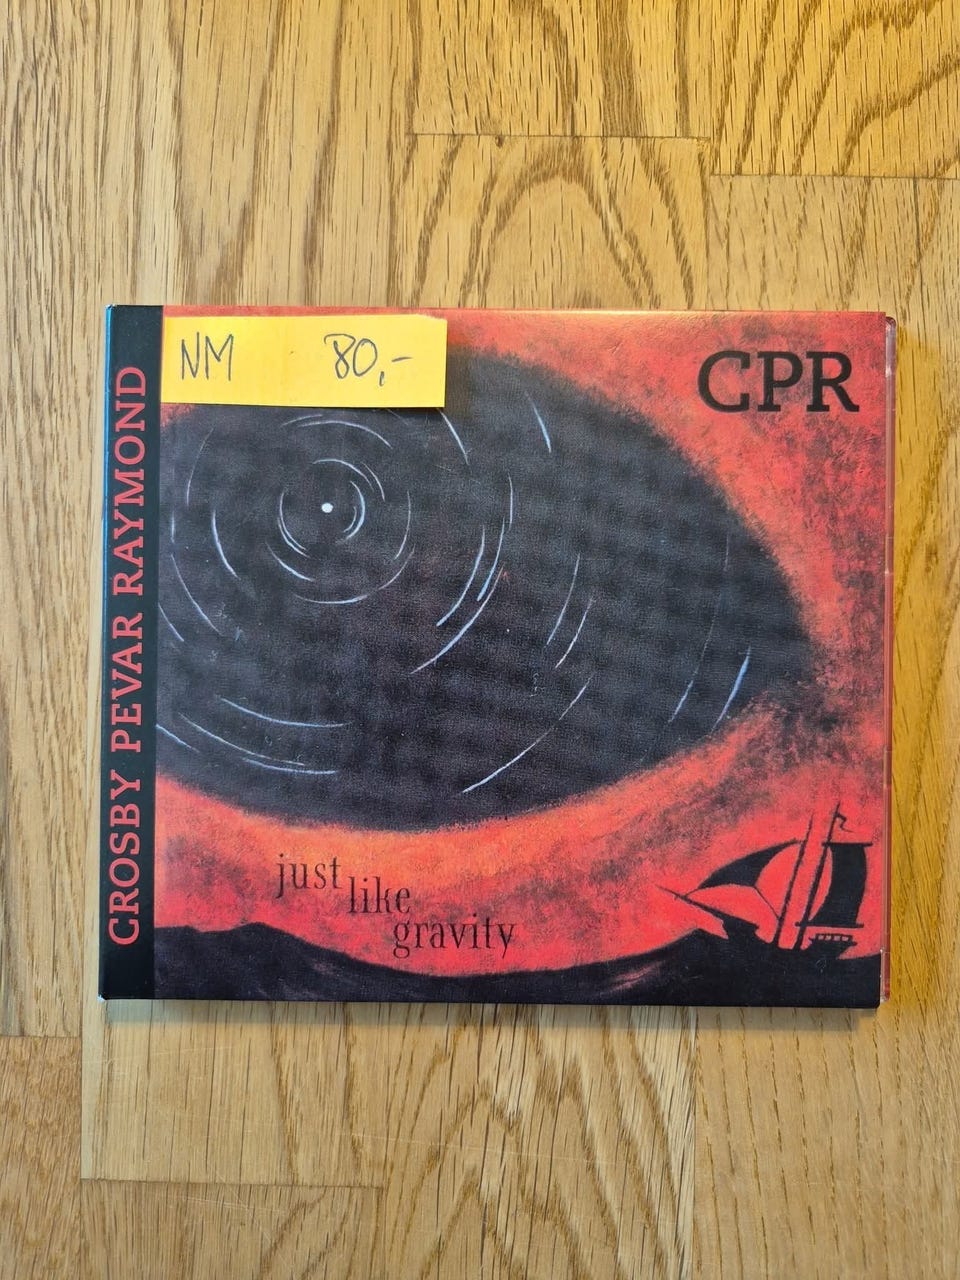 NM 80,-
CPR
CROSBY PEVAR RAYMOND
just
like
gravity